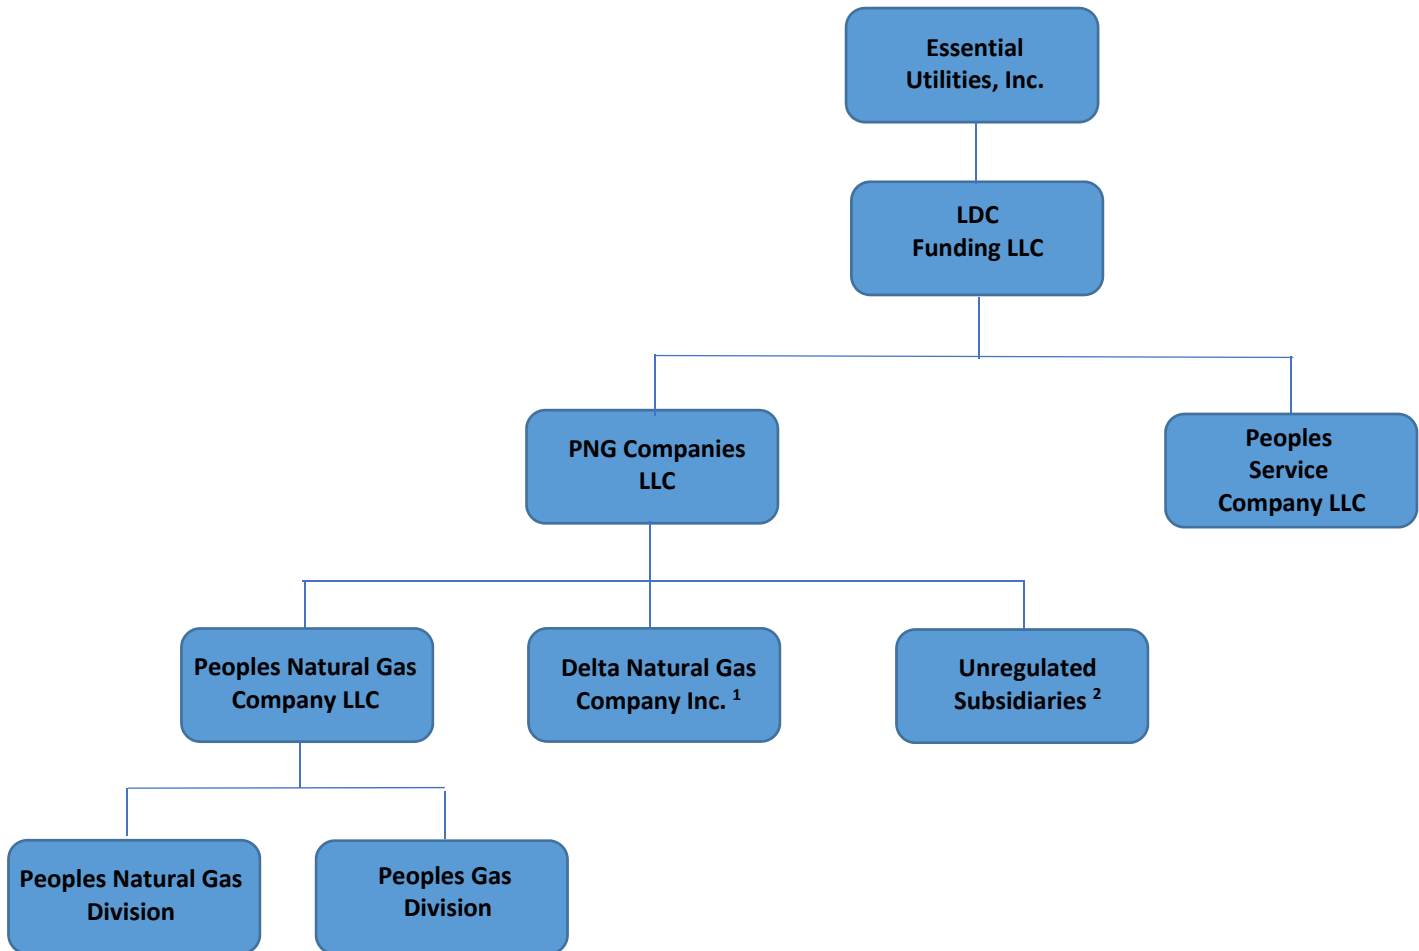 Essential
Utilities, Inc.
LDC
Funding LLC
PNG Companies
LLC
Peoples
Service
Company LLC
Peoples Natural Gas
Company LLC
Delta Natural Gas
Company Inc. 1
Unregulated
Subsidiaries 2
Peoples Natural Gas
Division
Peoples Gas
Division